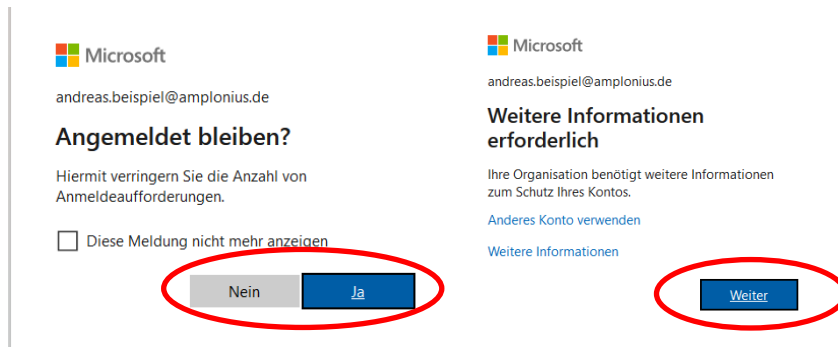 Microsoft
andreas.beispiel@amplonius.de
Angemeldet bleiben?
Hiermit verringern Sie die Anzahl von
Anmeldeaufforderungen.
Diese Meldung nicht mehr anzeigen
Nein
Ja
Microsoft
andreas.beispiel@amplonius.de
Weitere Informationen
erforderlich
Ihre Organisation benötigt weitere Informationen
zum Schutz Ihres Kontos.
Anderes Konto verwenden
Weitere Informationen
Weiter